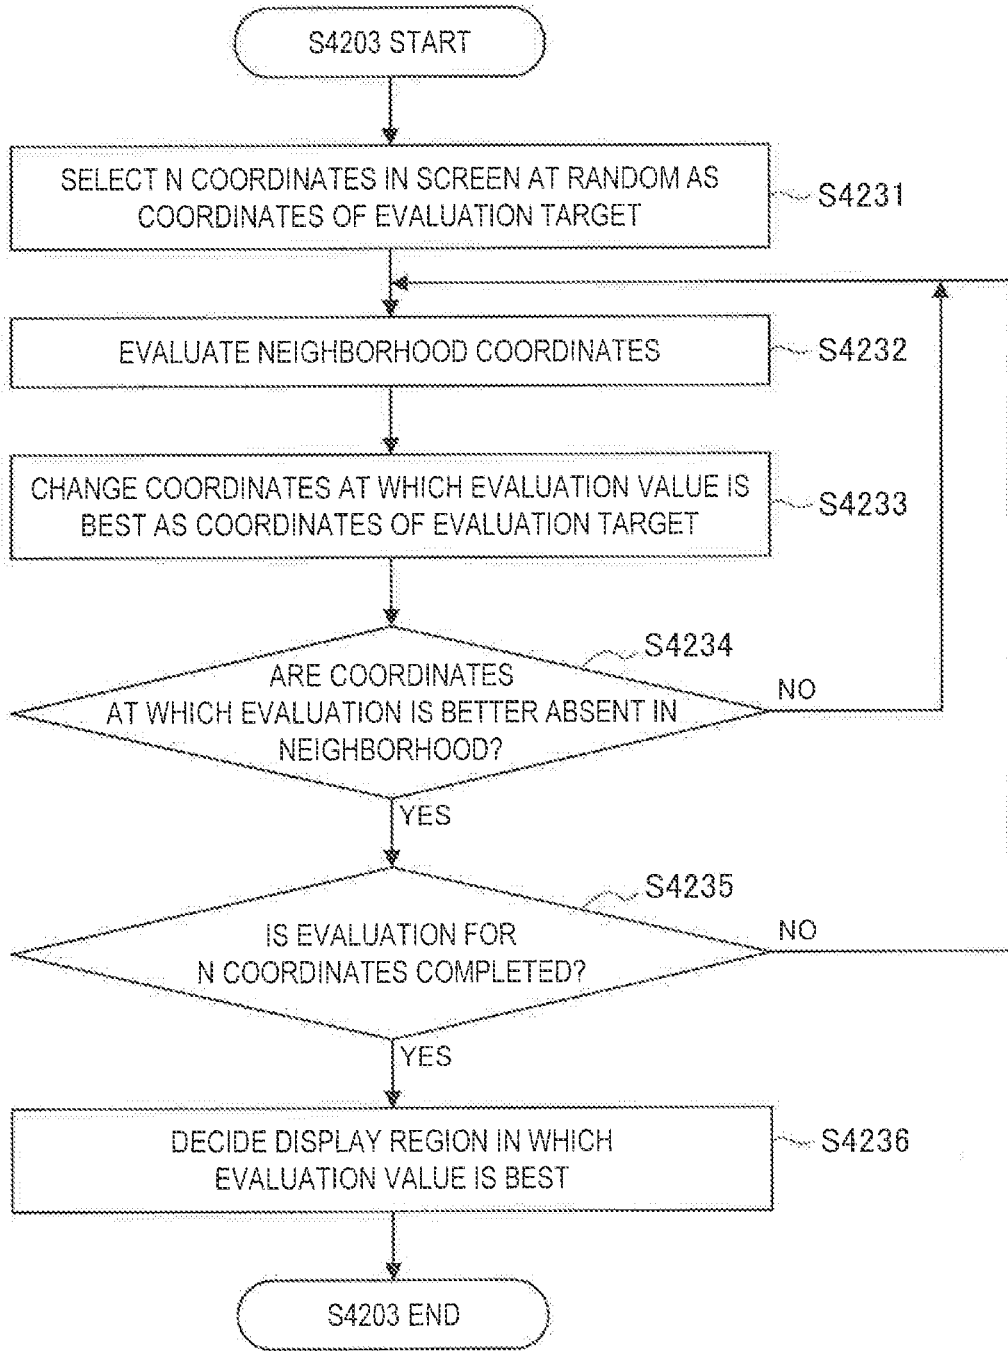 S4203 START
SELECT N COORDINATES IN SCREEN AT RANDOM AS
COORDINATES OF EVALUATION TARGET
S4231
EVALUATE NEIGHBORHOOD COORDINATES
S4232
CHANGE COORDINATES AT WHICH EVALUATION VALUE IS
BEST AS COORDINATES OF EVALUATION TARGET
S4233
S4234
ARE COORDINATES
AT WHICH EVALUATION IS BETTER ABSENT IN
NEIGHBORHOOD?
NO
YES
S4235
IS EVALUATION FOR
N COORDINATES COMPLETED?
NO
YES
DECIDE DISPLAY REGION IN WHICH
EVALUATION VALUE IS BEST
S4236
S4203 END